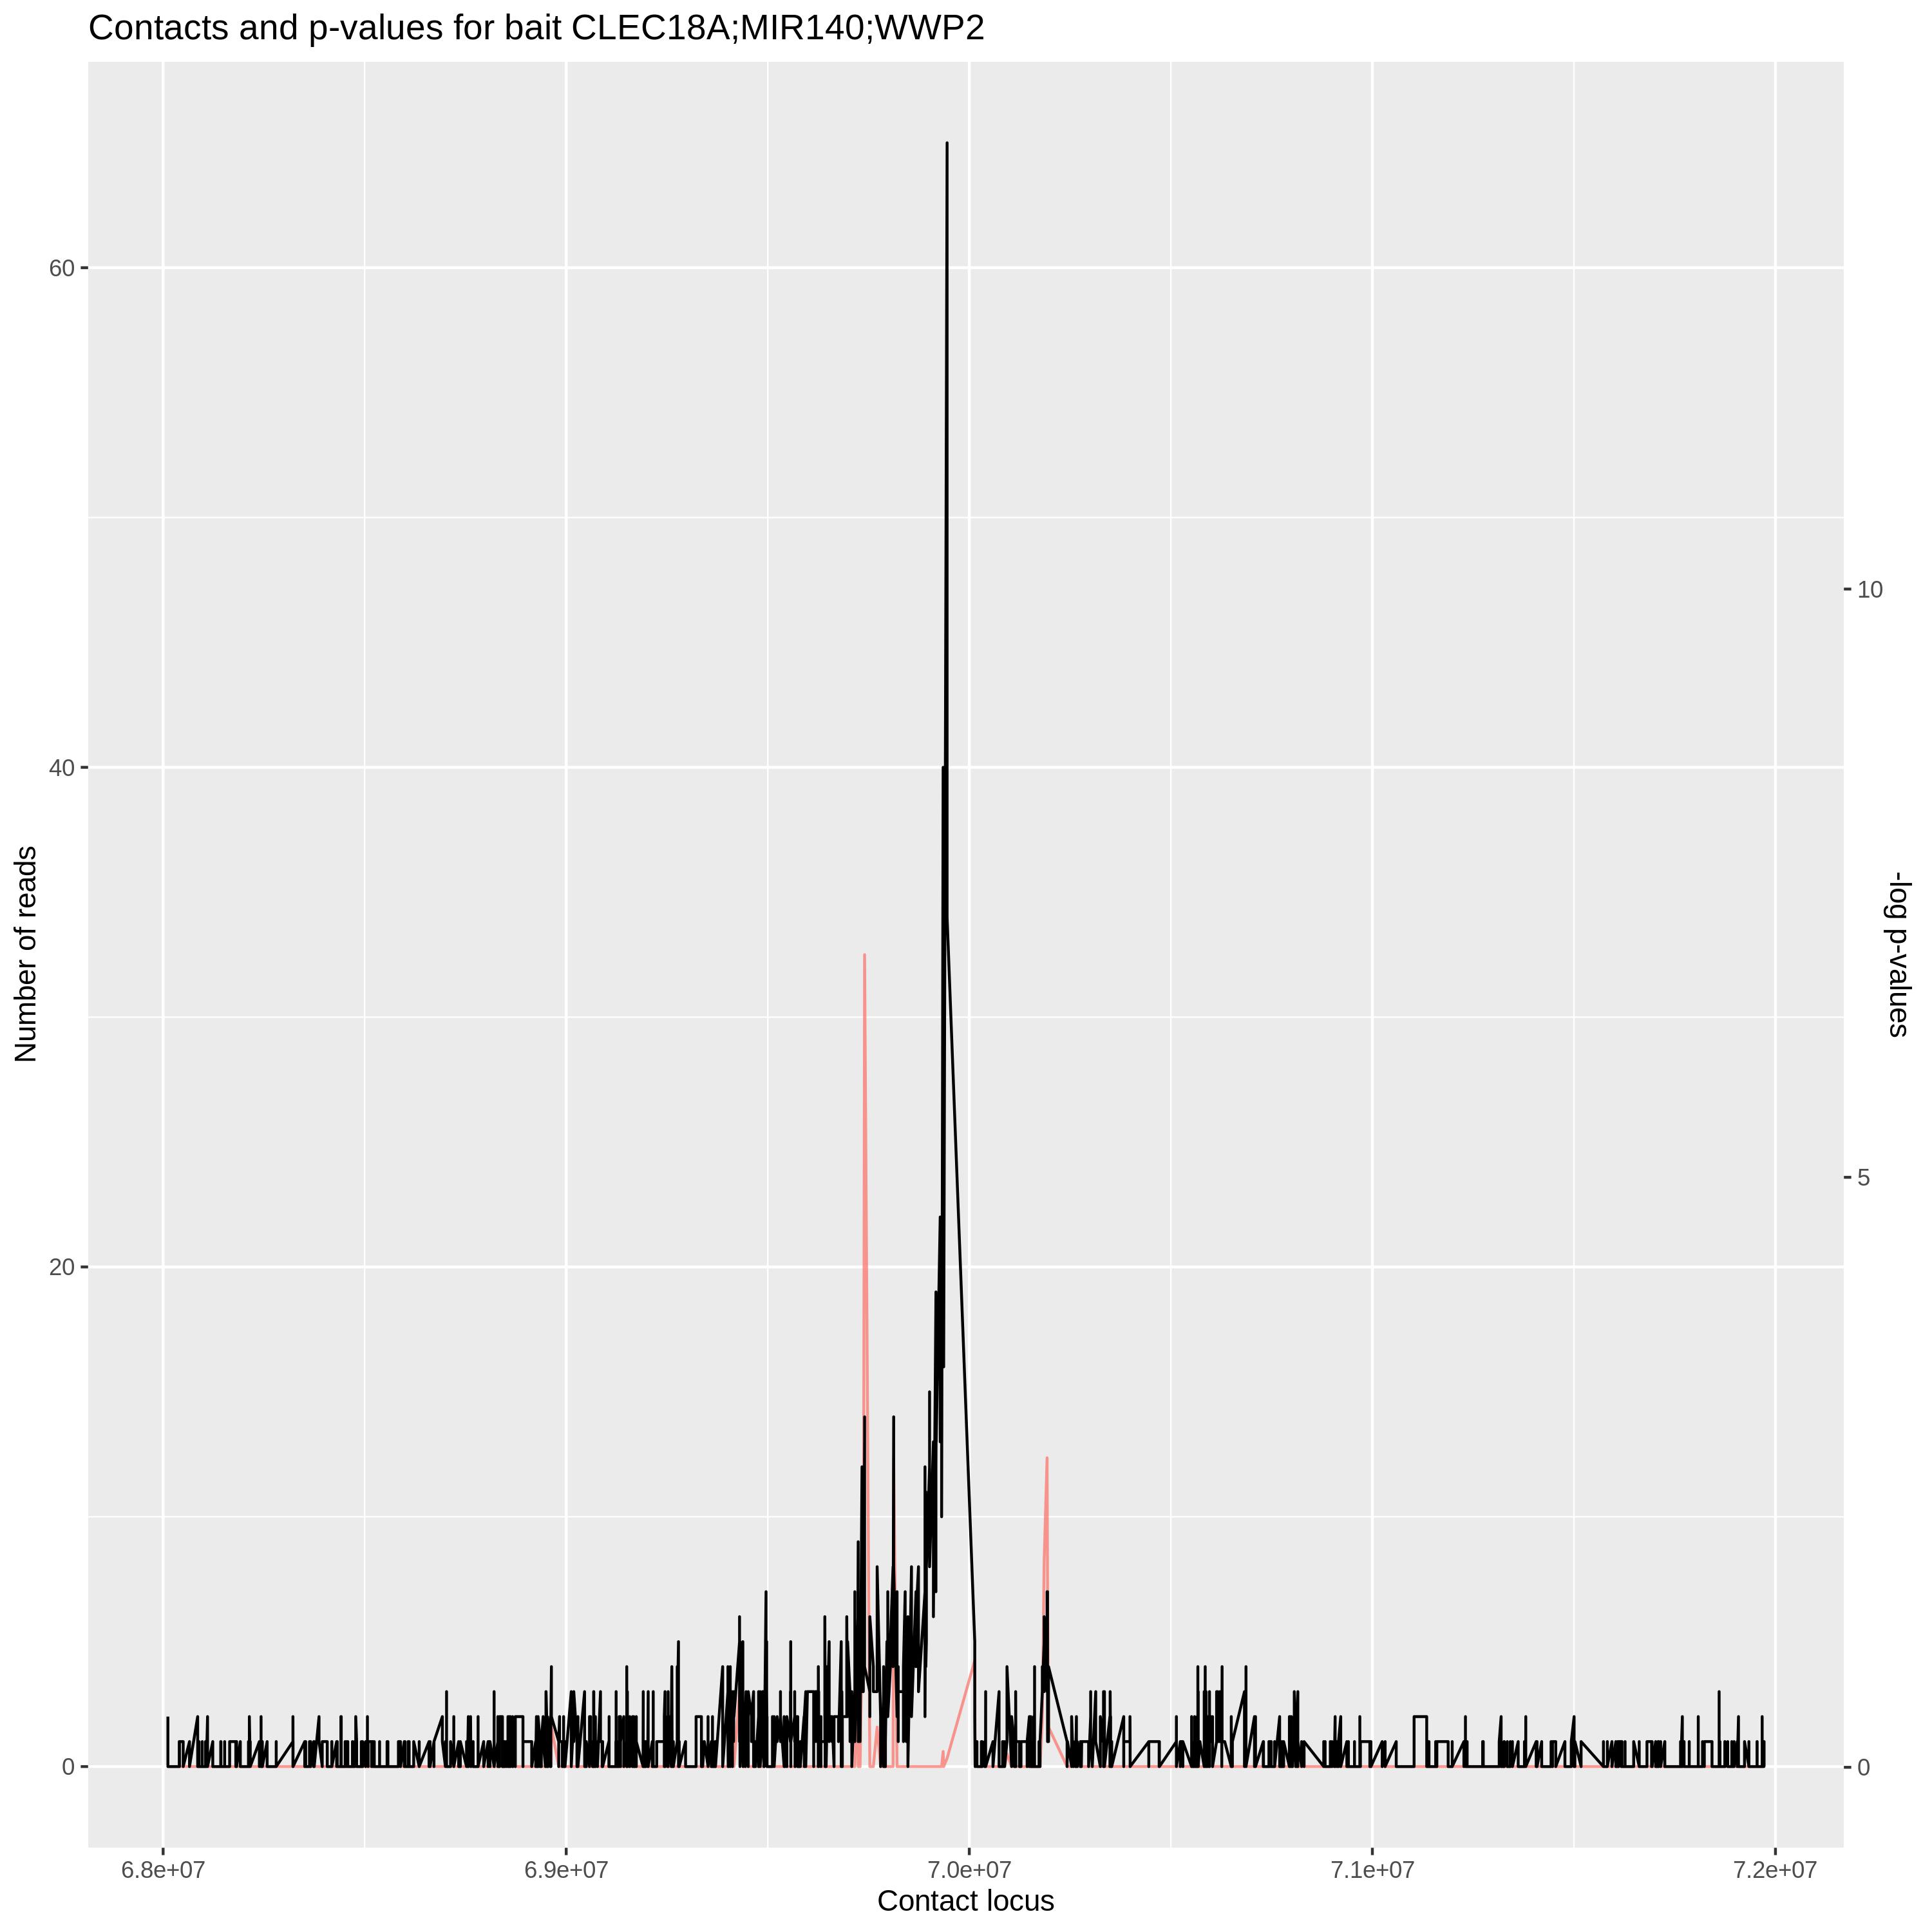 Contacts and p-values for bait CLEC18A;MIR140;WWP2
60
40
20
0
Number of reads
10
5
0
-log p-values
6.8e+07
6.9e+07
7.0e+07
7.1e+07
7.2e+07
Contact locus